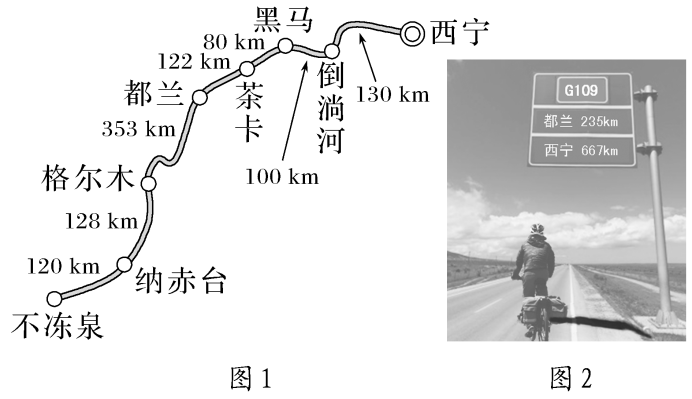 黑马
西宁
80 km
122 km
倒淌河
都兰
茶卡
130 km
353 km
100 km
格尔木
128 km
120 km
纳赤台
不冻泉
G109
都兰 235km
西宁 667km
图1
图2